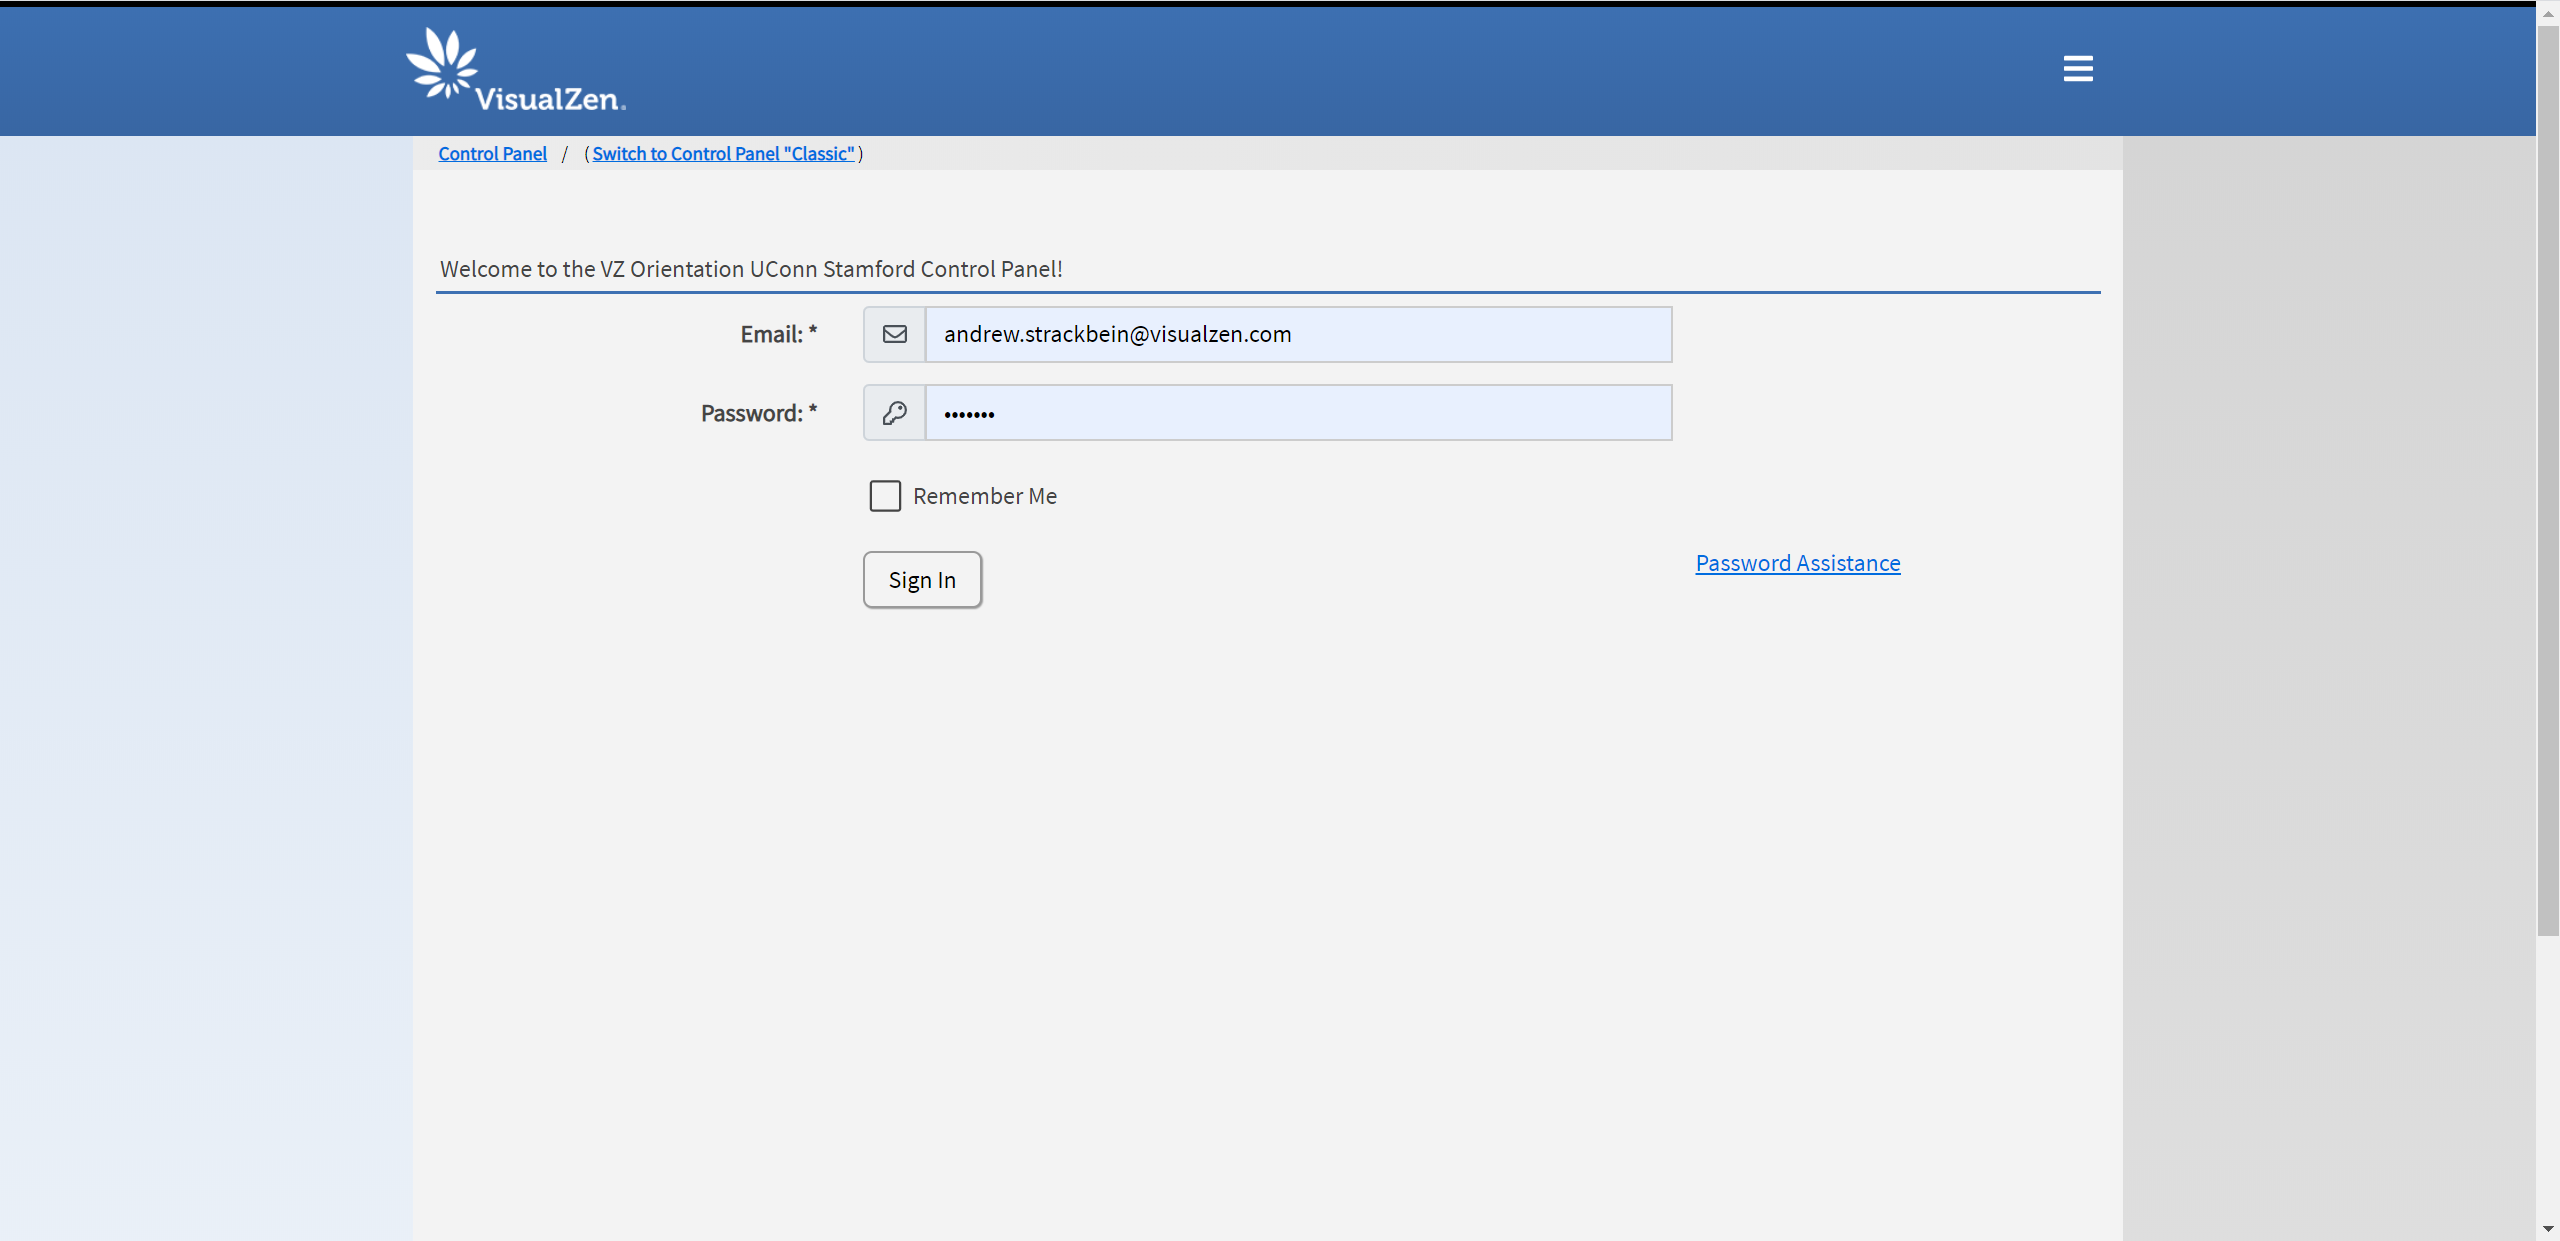 VisualZen.
Control Panel / (Switch to Control Panel "Classic")
Welcome to the VZ Orientation UConn Stamford Control Panel!
Email: * andrew.strackbein@visualzen.com
Password: * •••••••
Remember Me
Sign In
Password Assistance